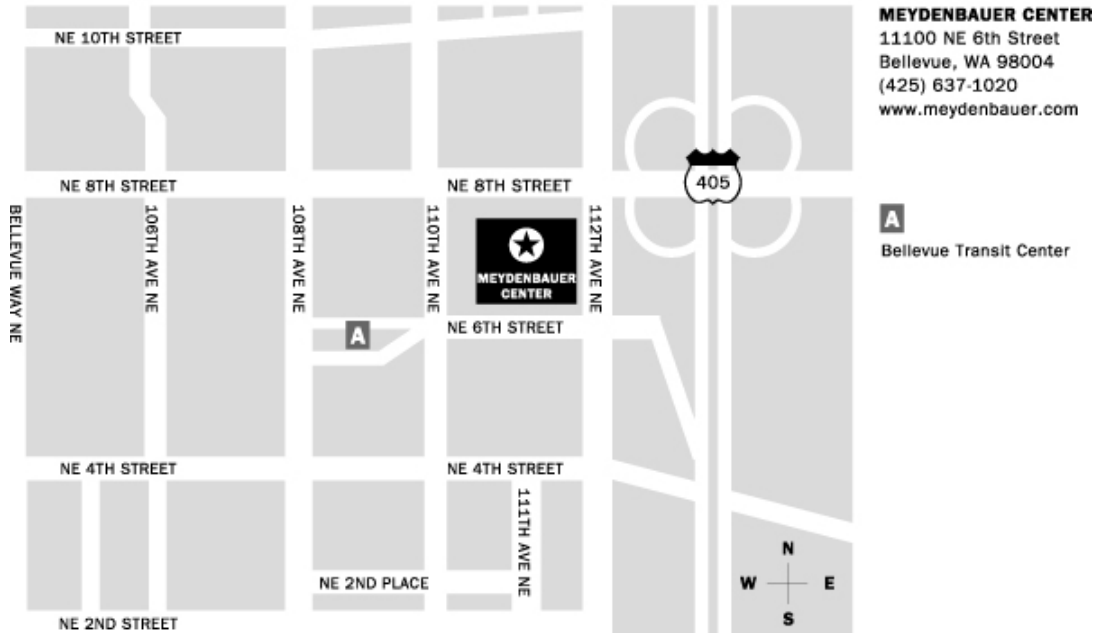 MEYDENBAUER CENTER
11100 NE 6th Street
Bellevue, WA 98004
(425) 637-1020
www.meydenbauer.com
A
Bellevue Transit Center
NE 10TH STREET
NE 8TH STREET
NE 8TH STREET
405
BELLEVUE WAY NE
106TH AVE NE
108TH AVE NE
110TH AVE NE
112TH AVE NE
MEYDENBAUER
CENTER
A
NE 6TH STREET
NE 4TH STREET
NE 4TH STREET
111TH AVE NE
NE 2ND PLACE
NE 2ND STREET
N
W E
S